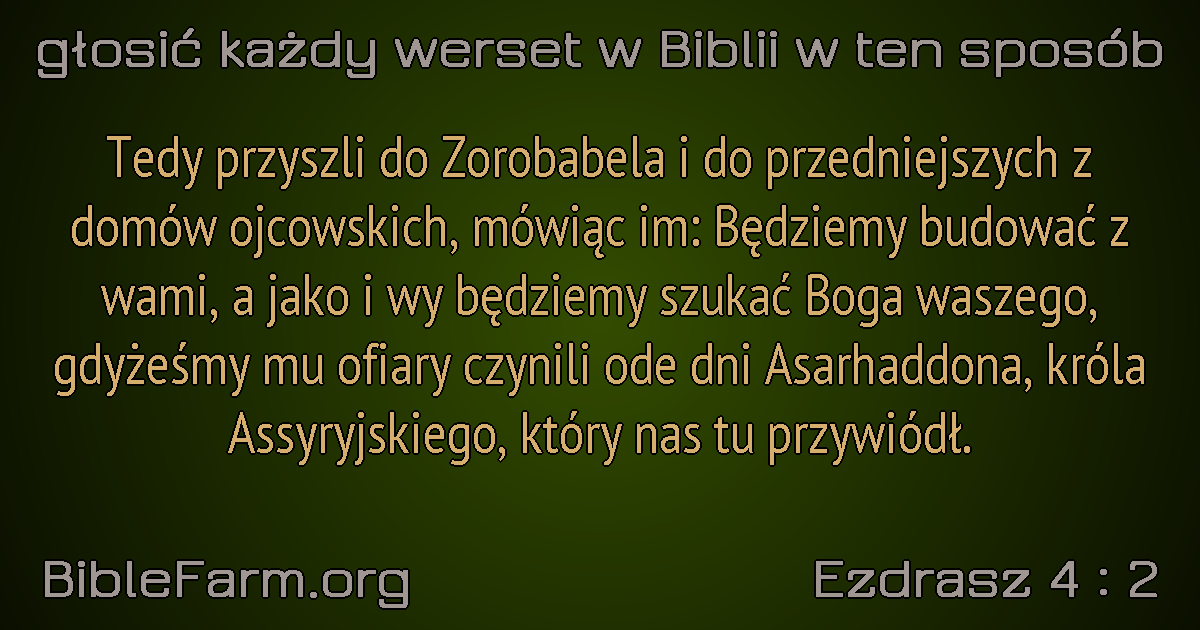 głosić każdy werset w Biblii w ten sposób
Tedy przyszli do Zorobabela i do przedniejszych z
domów ojcowskich, mówiąc im: Będziemy budować z
wami, a jako i wy będziemy szukać Boga waszego,
gdyżeśmy mu ofiary czynili ode dni Asarhaddona, króla
Assyryjskiego, który nas tu przywiódł.
BibleFarm.org
Ezdrasz 4 : 2